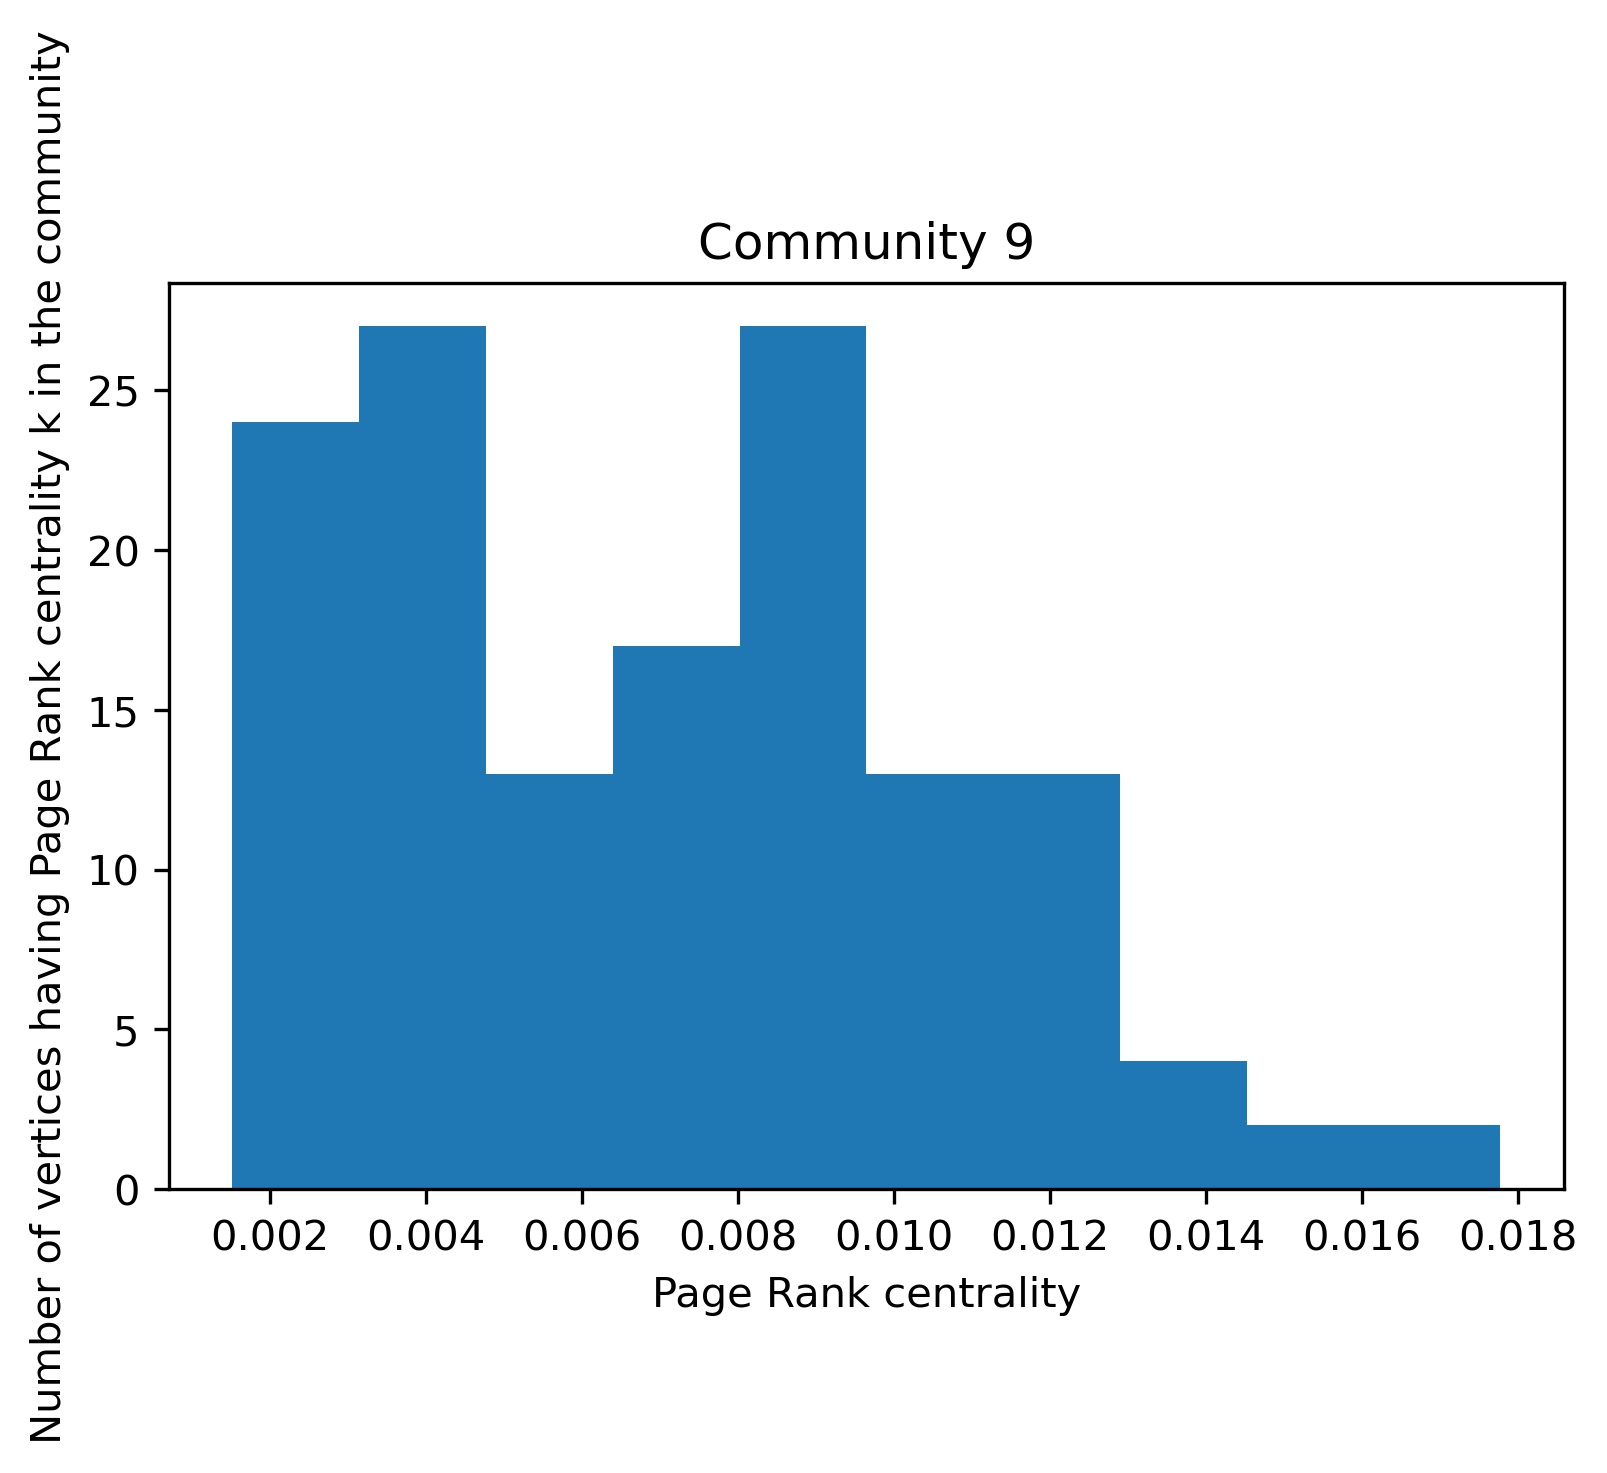 Community 9
Number of vertices having Page Rank centrality k in the community
25
20
15
10
5
0
0.002 0.004 0.006 0.008 0.010 0.012 0.014 0.016 0.018
Page Rank centrality